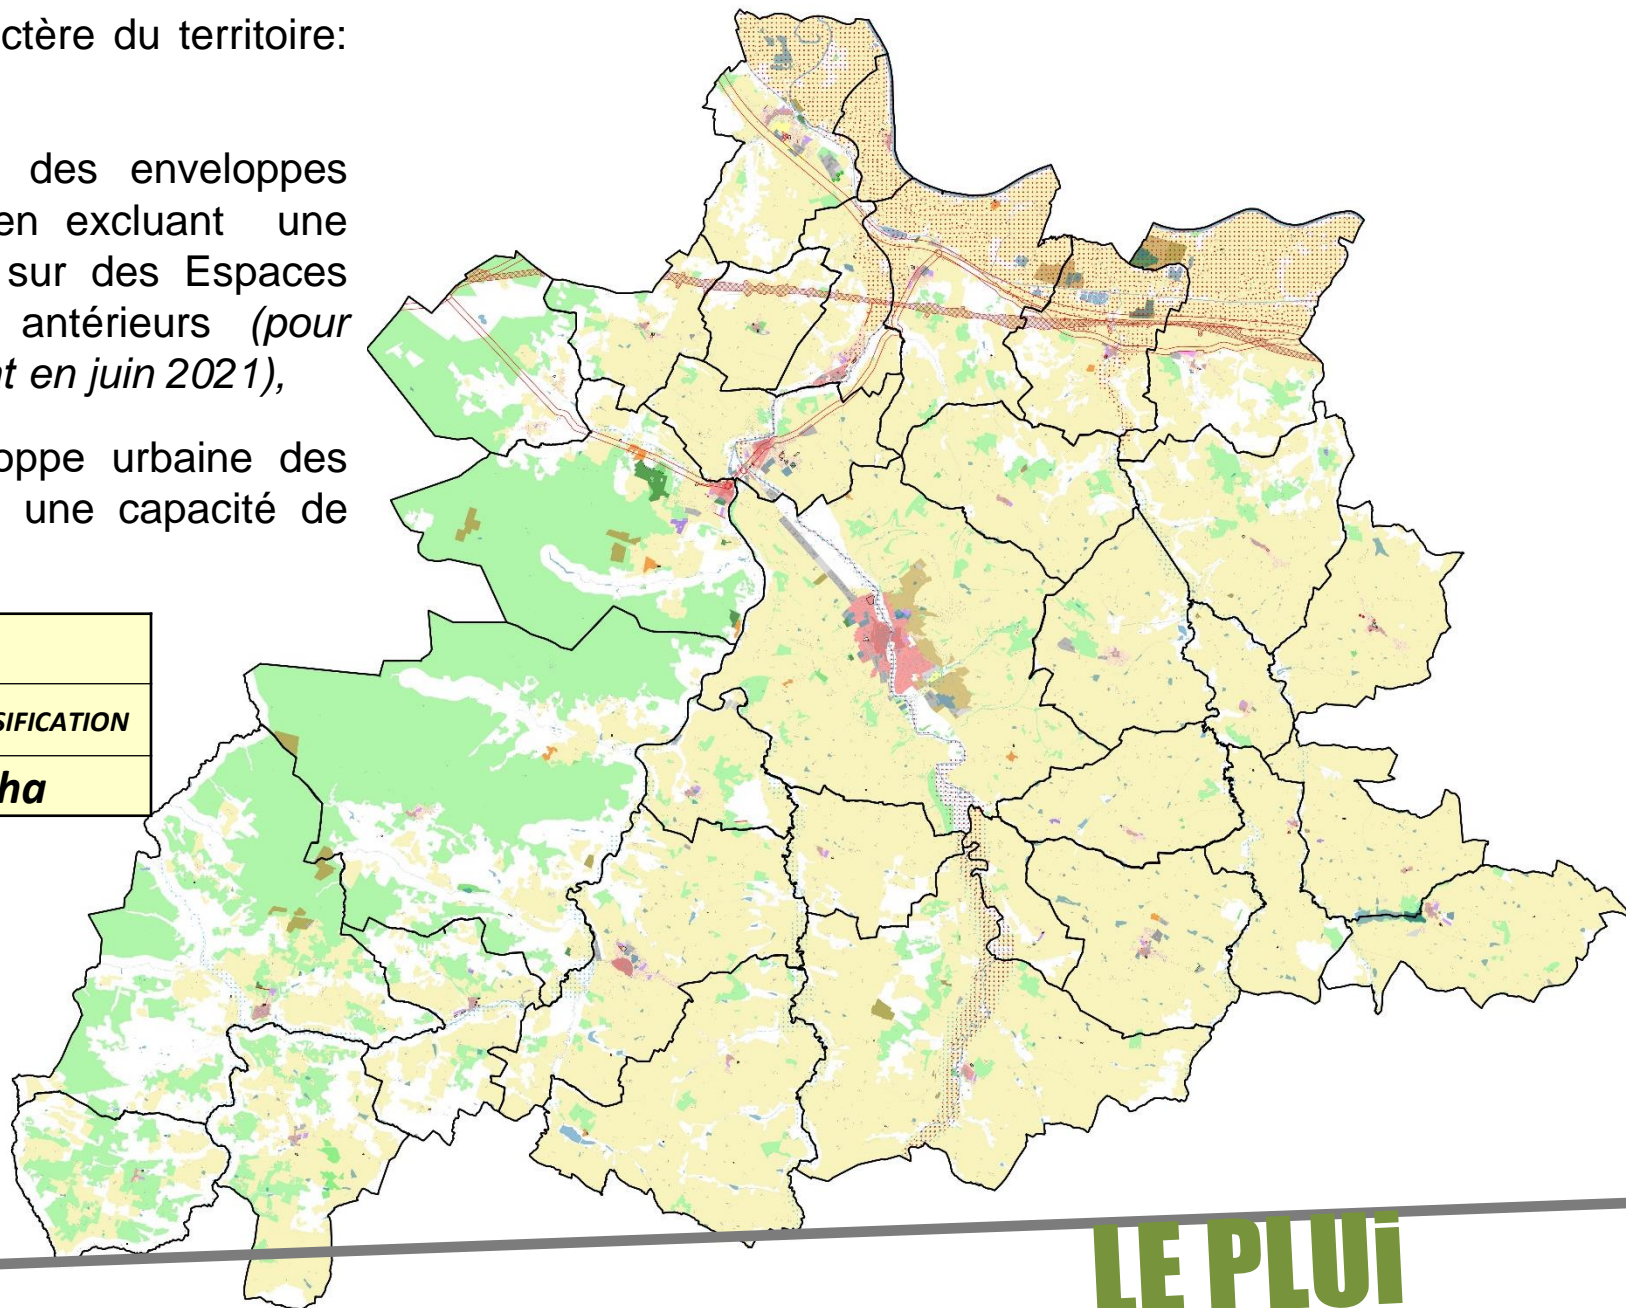 ctère du territoire:
des enveloppes
en excluant une
sur des Espaces
antérieurs (pour
t en juin 2021),
oppe urbaine des
une capacité de
SIFICATION
ha
LE PLUi